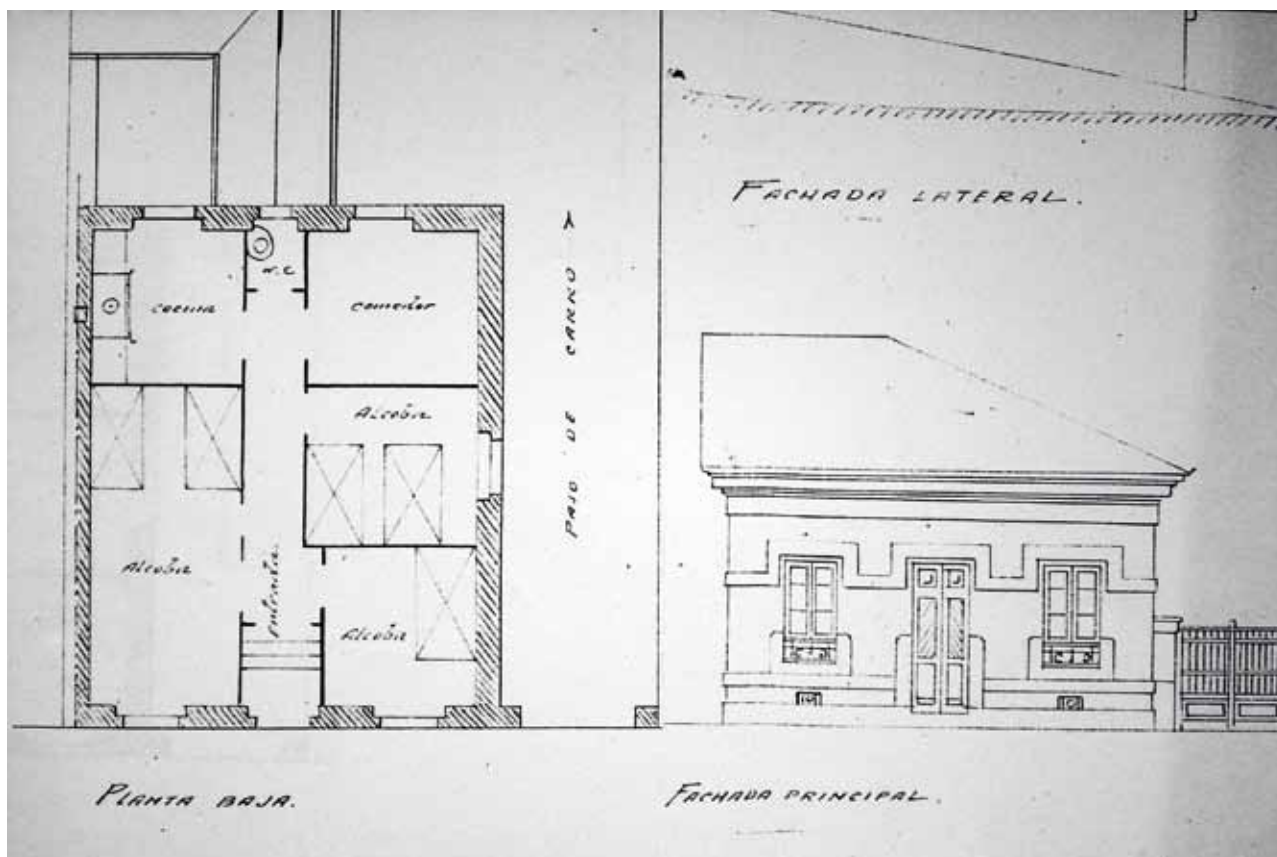 FACHADA LATERAL.
W.C
cocina
comedor
Alcoba
PASO DE CARRO
Alcoba
Entrada.
Alcoba
PLANTA BAJA.
FACHADA PRINCIPAL.